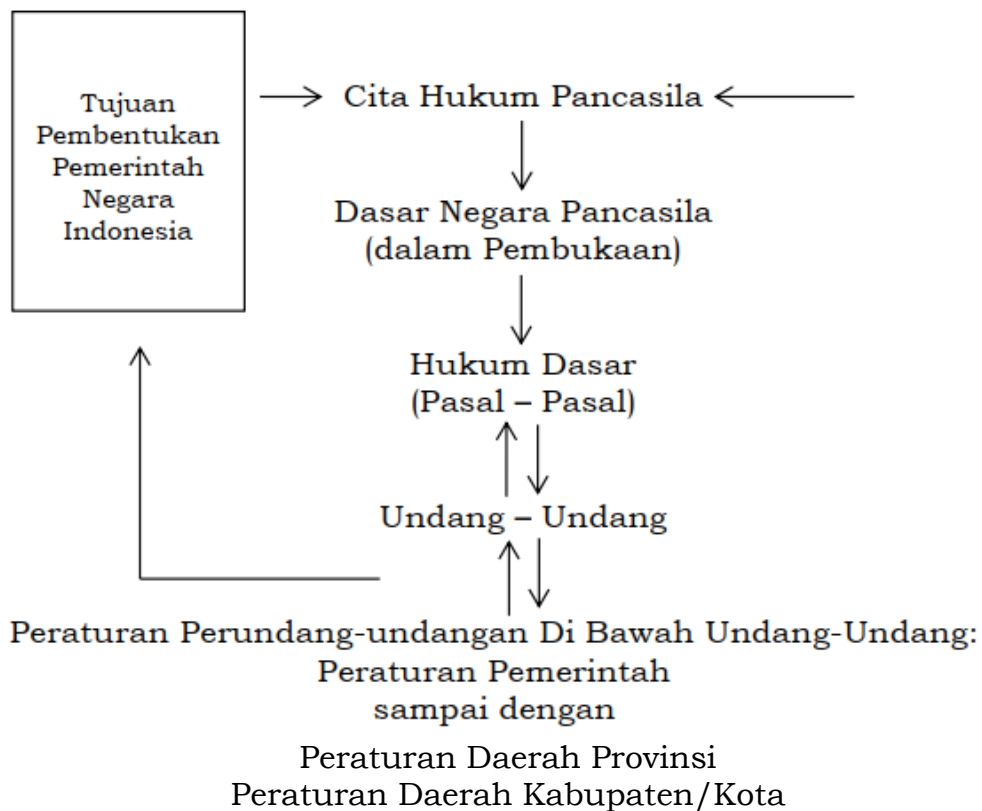 Tujuan
Pembentukan
Pemerintah
Negara
Indonesia
Cita Hukum Pancasila
Dasar Negara Pancasila
(dalam Pembukaan)
Hukum Dasar
(Pasal – Pasal)
Undang – Undang
Peraturan Perundang-undangan Di Bawah Undang-Undang:
Peraturan Pemerintah
sampai dengan
Peraturan Daerah Provinsi
Peraturan Daerah Kabupaten/Kota